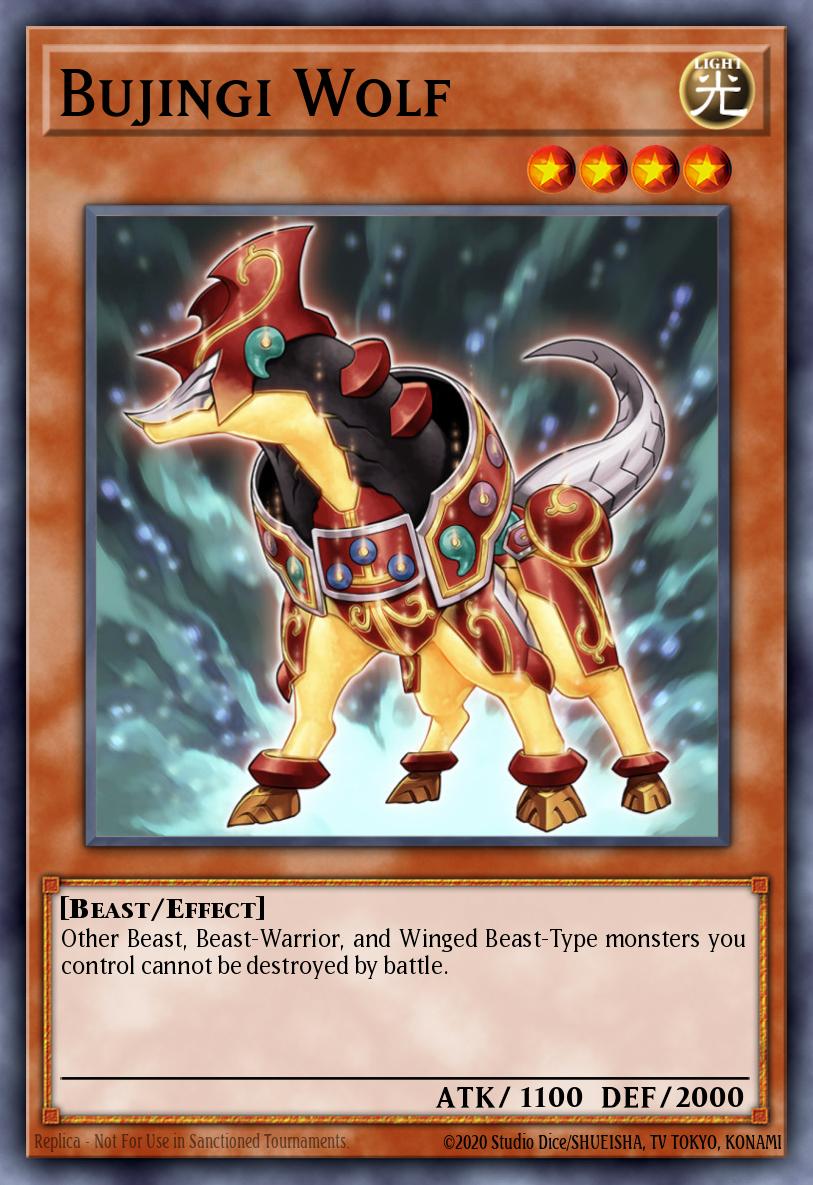 Bujingi Wolf
LIGHT
光
[Beast/Effect]
Other Beast, Beast-Warrior, and Winged Beast-Type monsters you
control cannot be destroyed by battle.
ATK/ 1100 DEF/2000
Replica - Not For Use in Sanctioned Tournaments.
©2020 Studio Dice/SHUEISHA, TV TOKYO, KONAMI